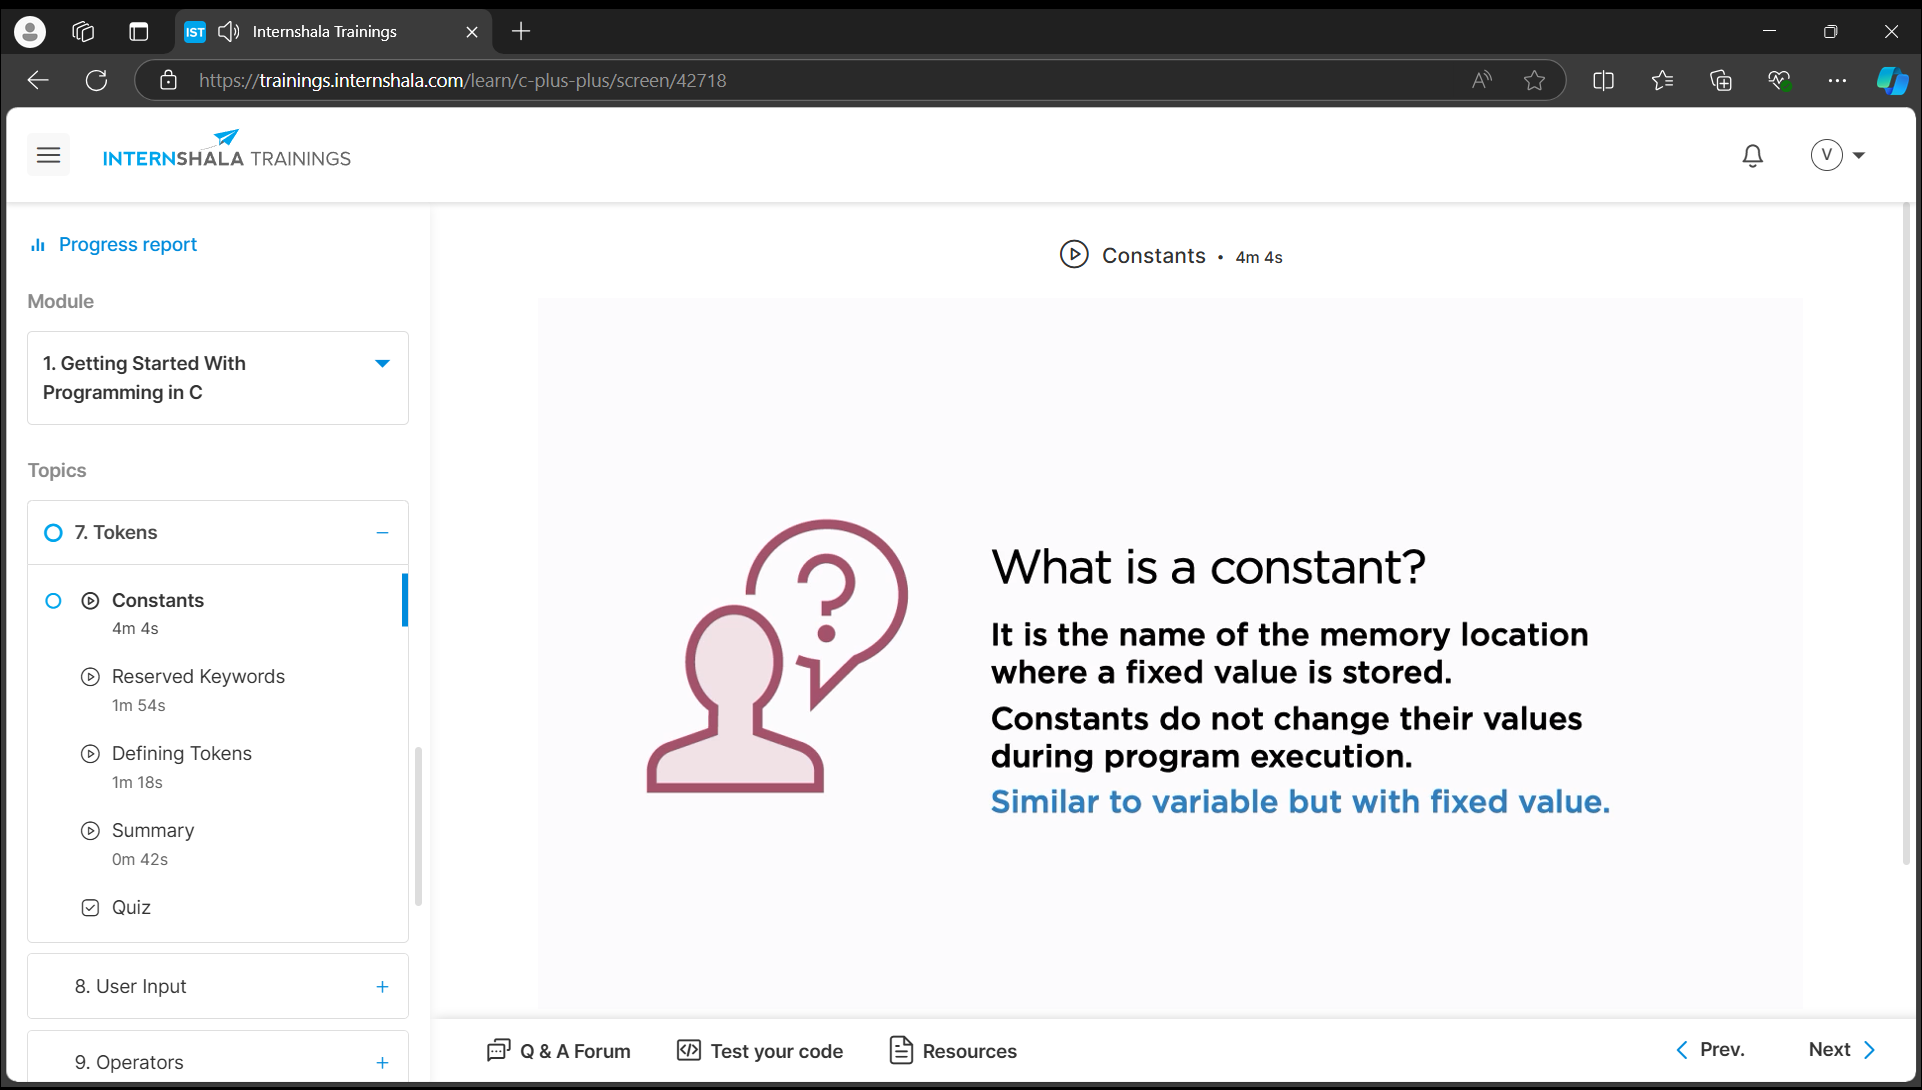 IST Internshala Trainings
https://trainings.internshala.com/learn/c-plus-plus/screen/42718
INTERNSHALA TRAININGS
V
Progress report
Module
1. Getting Started With
Programming in C
Topics
7. Tokens
Constants
4m 4s
Reserved Keywords
1m 54s
Defining Tokens
1m 18s
Summary
0m 42s
Quiz
8. User Input
9. Operators
Constants • 4m 4s
?
What is a constant?
It is the name of the memory location
where a fixed value is stored.
Constants do not change their values
during program execution.
Similar to variable but with fixed value.
Q & A Forum
Test your code
Resources
Prev.
Next